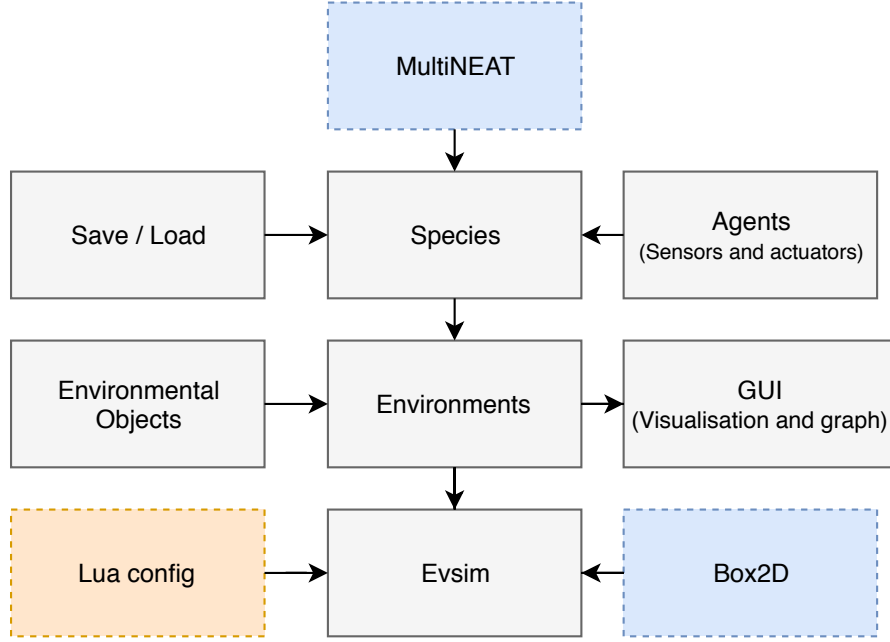 MultiNEAT
Save / Load
Species
Agents
(Sensors and actuators)
Environmental
Objects
Environments
GUI
(Visualisation and graph)
Lua config
Evsim
Box2D